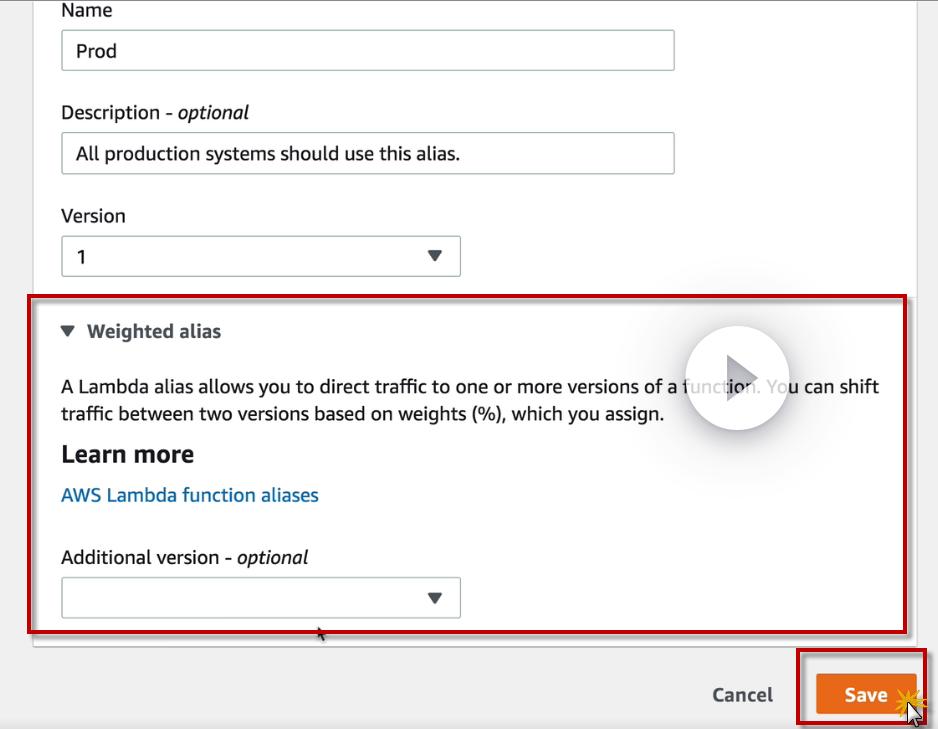 Name
Prod
Description - optional
All production systems should use this alias.
Version
1
Weighted alias
A Lambda alias allows you to direct traffic to one or more versions of a function. You can shift
traffic between two versions based on weights (%), which you assign.
Learn more
AWS Lambda function aliases
Additional version - optional
Cancel
Save